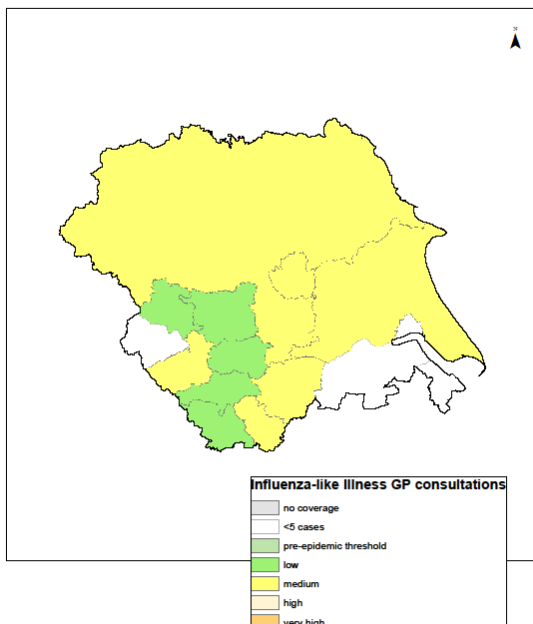 N
Influenza-like Illness GP consultations
no coverage
<5 cases
pre-epidemic threshold
low
medium
high
very high